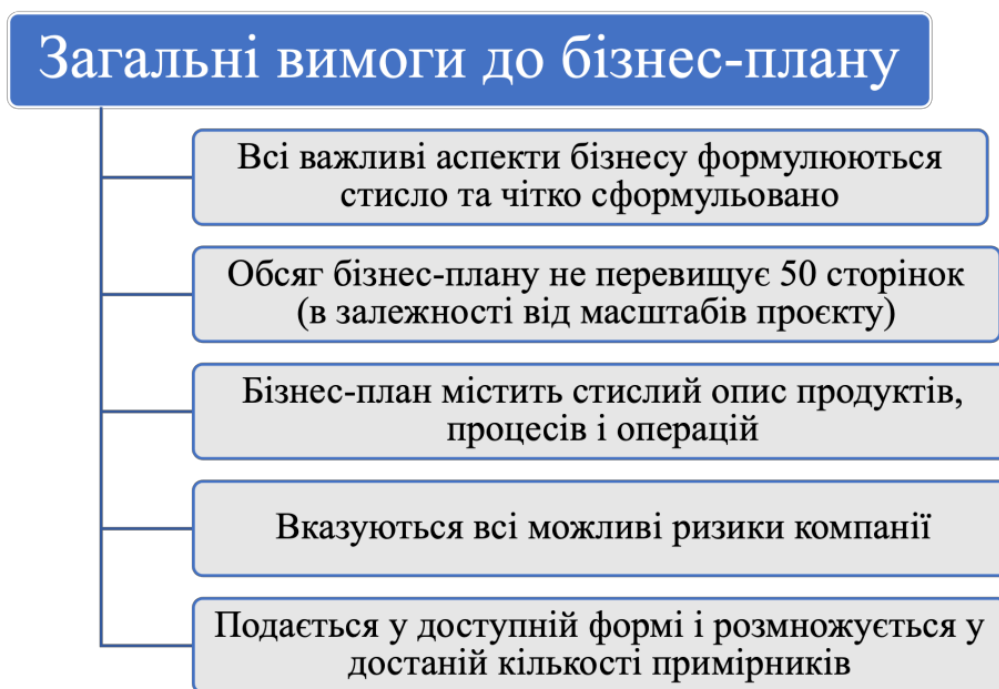 Загальні вимоги до бізнес-плану
Всі важливі аспекти бізнесу формулюються
стисло та чітко сформульовано
Обсяг бізнес-плану не перевищує 50 сторінок
(в залежності від масштабів проєкту)
Бізнес-план містить стислий опис продуктів,
процесів і операцій
Вказуються всі можливі ризики компанії
Подається у доступній формі і розмножується у
достаній кількості примірників